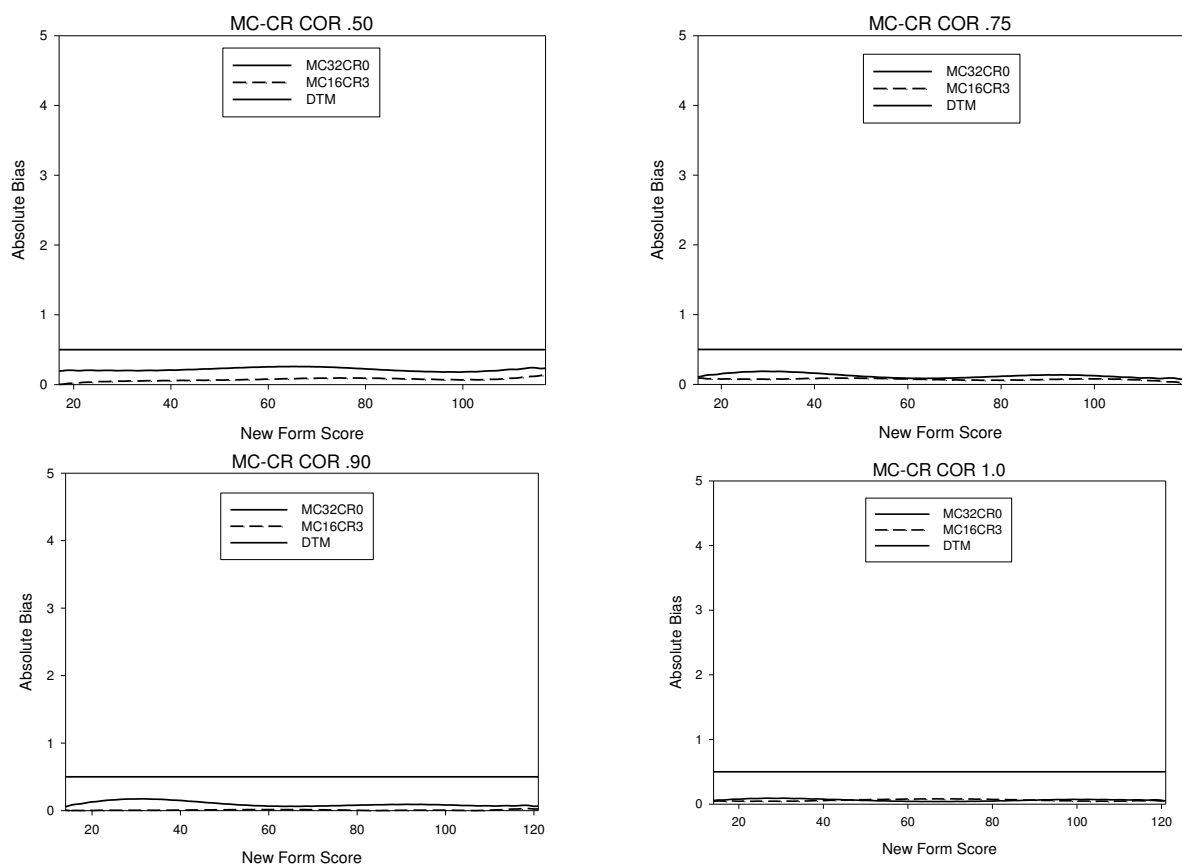 MC-CR COR .50
5
4
3
2
1
0
Absolute Bias
MC32CR0
MC16CR3
DTM
20 40 60 80 100
New Form Score
MC-CR COR .75
5
4
3
2
1
0
Absolute Bias
MC32CR0
MC16CR3
DTM
20 40 60 80 100 120
New Form Score
MC-CR COR .90
5
4
3
2
1
0
Absolute Bias
MC32CR0
MC16CR3
DTM
20 40 60 80 100 120
New Form Score
MC-CR COR 1.0
5
4
3
2
1
0
Absolute Bias
MC32CR0
MC16CR3
DTM
20 40 60 80 100 120
New Form Score